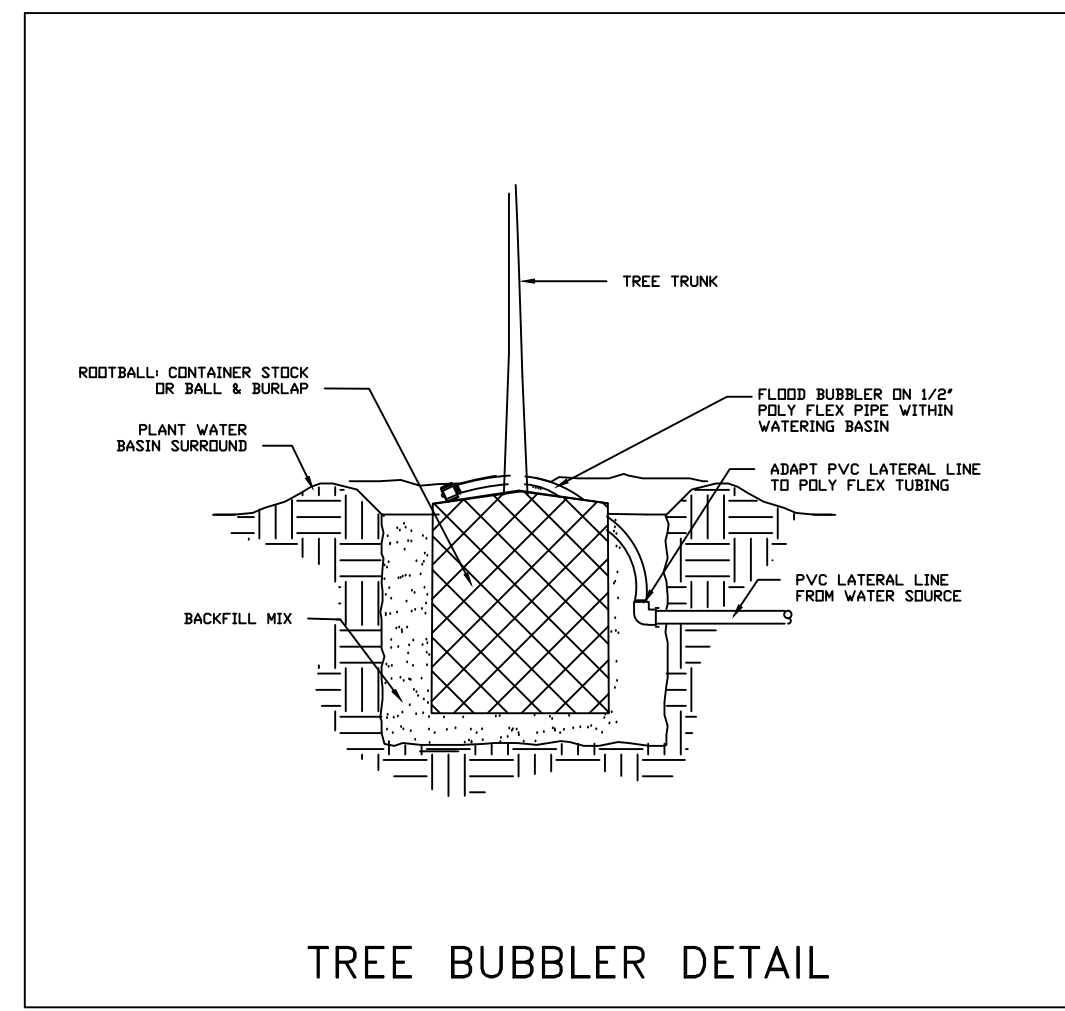 TREE TRUNK
ROOTBALL: CONTAINER STOCK
OR BALL & BURLAP
FLOOD BUBBLER ON 1/2"
POLY FLEX PIPE WITHIN
WATERING BASIN
PLANT WATER
BASIN SURROUND
ADAPT PVC LATERAL LINE
TO POLY FLEX TUBING
PVC LATERAL LINE
FROM WATER SOURCE
BACKFILL MIX
TREE BUBBLER DETAIL